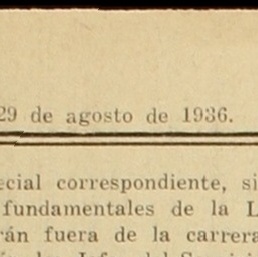 29 de agosto de 1936.
ecial correspondiente, si
fundamentales de la L
rán fuera de la carrera